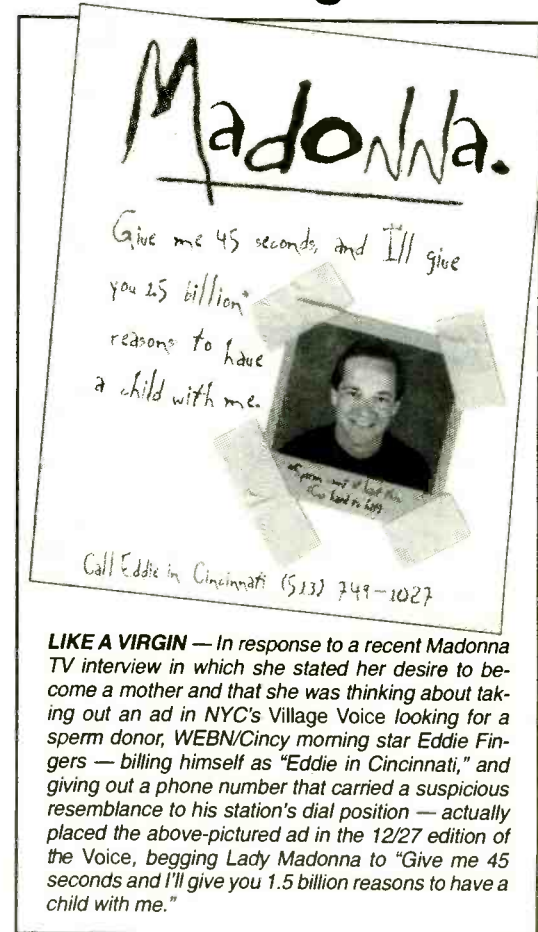 Madonna.
Give me 45 seconds, and I'll give
you 1.5 billion*
reasons to have
a child with me.
Call Eddie in Cincinnati (513) 749-1027
LIKE A VIRGIN — In response to a recent Madonna
TV interview in which she stated her desire to be-
come a mother and that she was thinking about tak-
ing out an ad in NYC's Village Voice looking for a
sperm donor, WEBN/Cincy morning star Eddie Fin-
gers — billing himself as "Eddie in Cincinnati," and
giving out a phone number that carried a suspicious
resemblance to his station's dial position — actually
placed the above-pictured ad in the 12/27 edition of
the Voice, begging Lady Madonna to "Give me 45
seconds and I'll give you 1.5 billion reasons to have a
child with me."